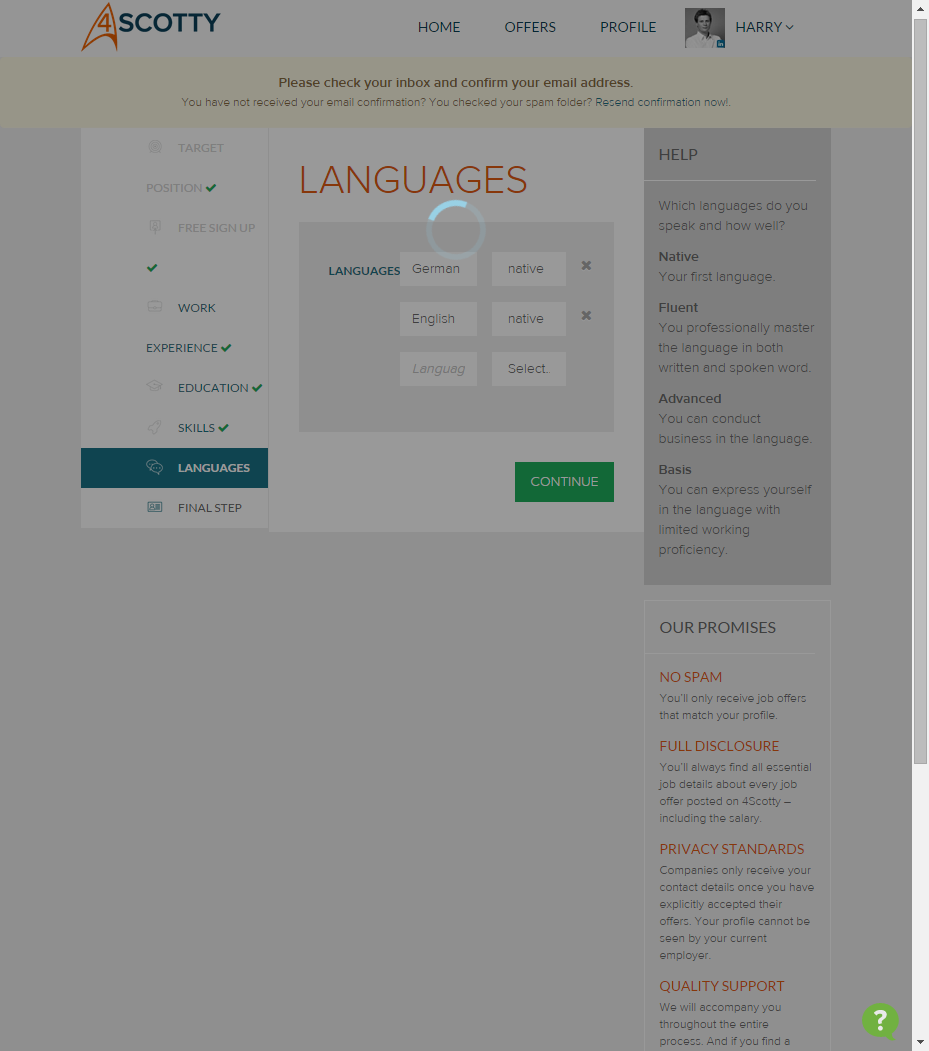 4SCOTTY
HOME
OFFERS
PROFILE
in
HARRY
Please check your inbox and confirm your email address.
You have not received your email confirmation? You checked your spam folder? Resend confirmation now!.
TARGET
POSITION
FREE SIGN UP
WORK
EXPERIENCE
EDUCATION
SKILLS
LANGUAGES
FINAL STEP
LANGUAGES
LANGUAGES
German
native
English
native
Languag
Select.
CONTINUE
HELP
Which languages do you
speak and how well?
Native
Your first language.
Fluent
You professionally master
the language in both
written and spoken word.
Advanced
You can conduct
business in the language.
Basis
You can express yourself
in the language with
limited working
proficiency.
OUR PROMISES
NO SPAM
You'll only receive job offers
that match your profile.
FULL DISCLOSURE
You'll always find all essential
job details about every job
offer posted on 4Scotty –
including the salary.
PRIVACY STANDARDS
Companies only receive your
contact details once you have
explicitly accepted their
offers. Your profile cannot be
seen by your current
employer.
QUALITY SUPPORT
We will accompany you
throughout the entire
process. And if you find a
?